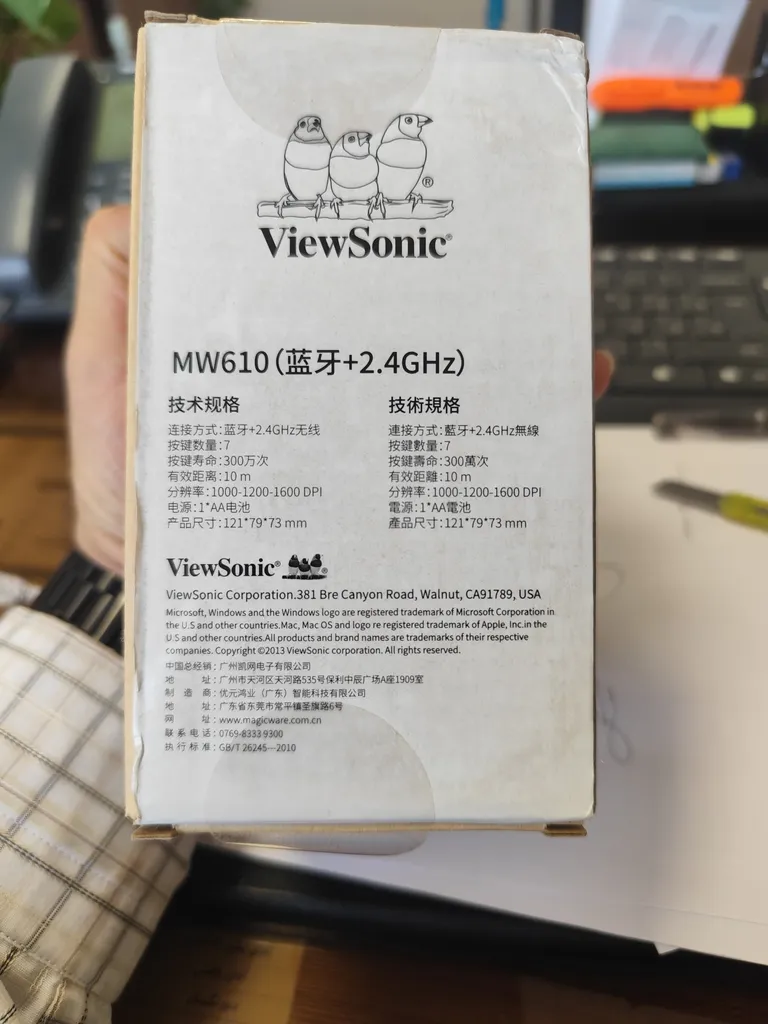 ViewSonic®
MW610(蓝牙+2.4GHz)
技术规格
连接方式:蓝牙+2.4GHz无线
按键数量:7
按键寿命:300万次
有效距离:10 m
分辨率:1000-1200-1600 DPI
电源:1*AA电池
产品尺寸:121*79*73 mm
技術規格
連接方式:藍牙+2.4GHz無線
按鍵數量:7
按鍵壽命:300萬次
有效距離:10 m
分辨率:1000-1200-1600 DPI
電源:1*AA電池
產品尺寸:121*79*73 mm
ViewSonic®
ViewSonic Corporation.381 Bre Canyon Road, Walnut, CA91789, USA
Microsoft, Windows and the Windows logo are registered trademark of Microsoft Corporation in
the U.S and other countries.Mac, Mac OS and logo re registered trademark of Apple, Inc.in the
U.S and other countries.All products and brand names are trademarks of their respective
companies. Copyright ©2013 ViewSonic corporation. All rights reserved.
中国总经销:广州凯网电子有限公司
地 址:广州市天河区天河路535号保利中辰广场A座1909室
制 造 商:优元鸿业(广东)智能科技有限公司
地 址:广东省东莞市常平镇圣旗路6号
网 址:www.magicware.com.cn
联系电话:0769-8333 9300
执行标准:GB/T 26245---2010